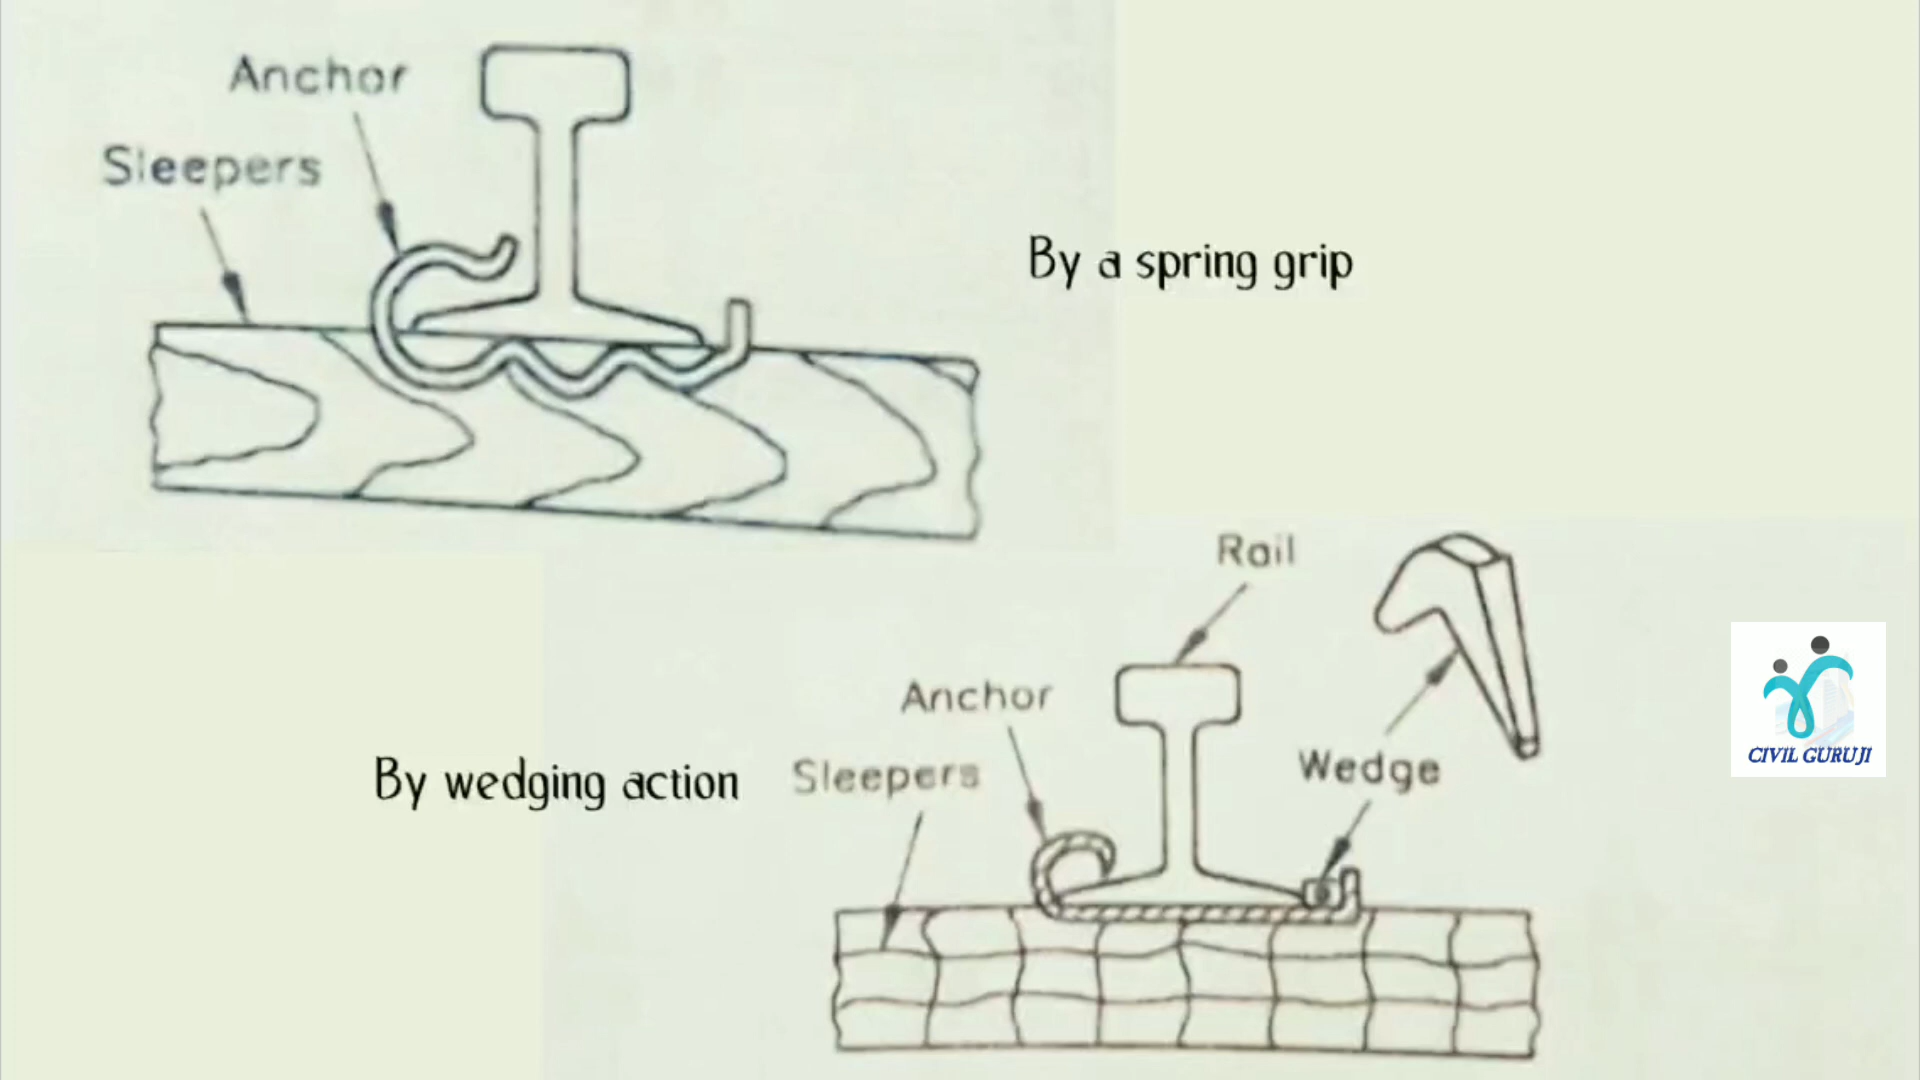 Anchor
Sleepers
By a spring grip
Rail
Anchor
Sleepers
Wedge
By wedging action
CIVIL GURUJI